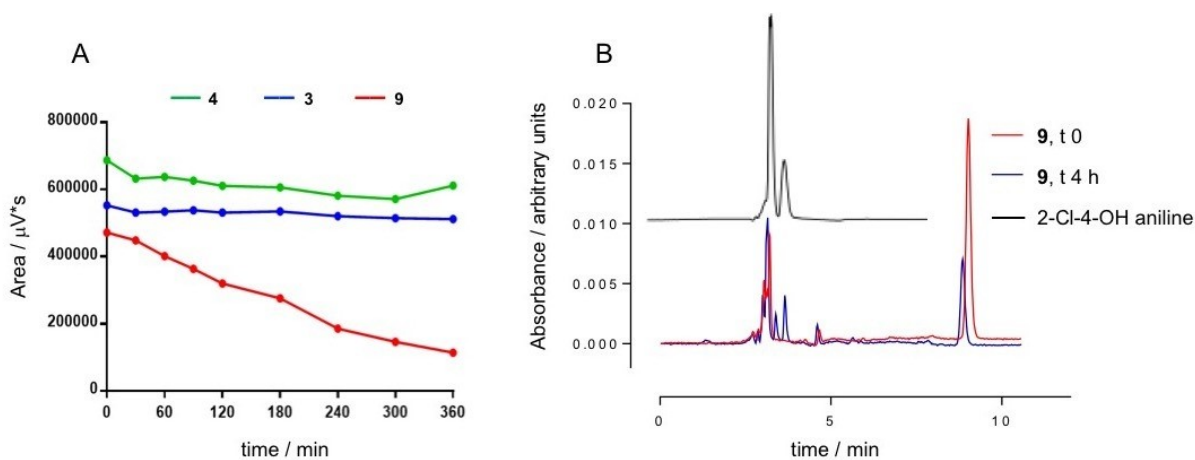 A
4 3 9
800000
600000
400000
200000
0
0 60 120 180 240 300 360
Area / μV*s
time / min
B
0.020
0.015
0.010
0.005
0.000
Absorbance / arbitrary units
0 5 10
time / min
9, t 0
9, t 4 h
2-Cl-4-OH aniline